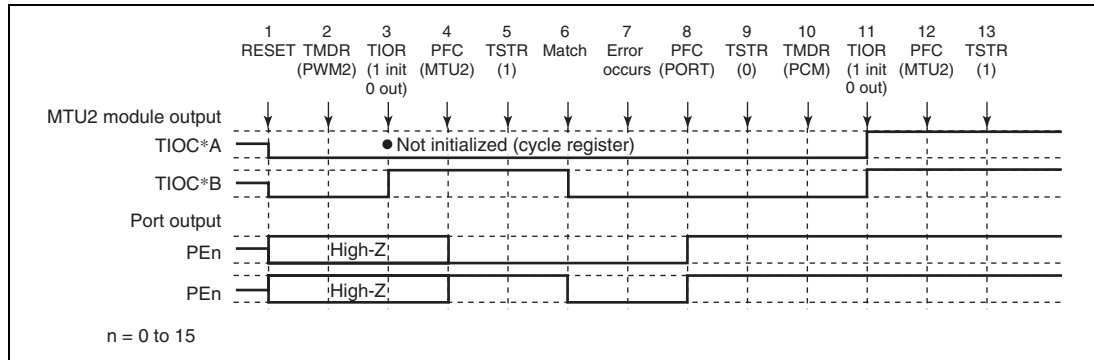 1 2 3 4 5 6 7 8 9 10 11 12 13
RESET TMDR TIOR PFC TSTR Match Error PFC TSTR TMDR TIOR PFC TSTR
(PWM2) (1 init (MTU2) (1) occurs (PORT) (0) (PCM) (1 init (MTU2) (1)
0 out) 0 out)
MTU2 module output
TIOC*A ● Not initialized (cycle register)
TIOC*B
Port output
PEn High-Z
PEn High-Z
n = 0 to 15